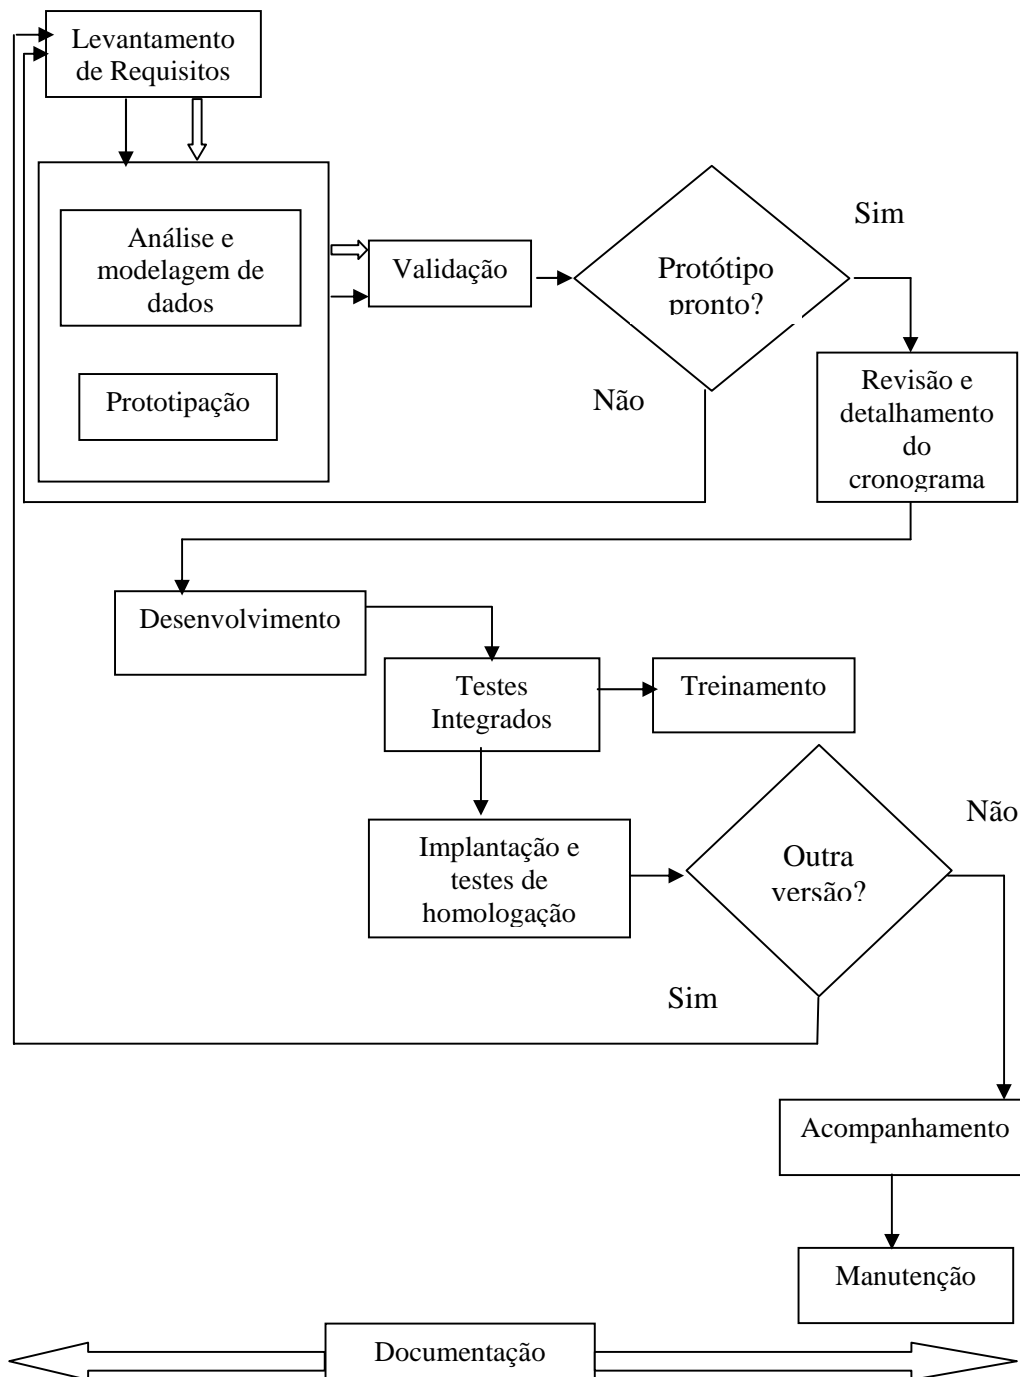 Levantamento
de Requisitos
Análise e
modelagem de
dados
Prototipação
Validação
Protótipo
pronto?
Sim
Não
Revisão e
detalhamento
do
cronograma
Desenvolvimento
Testes
Integrados
Treinamento
Implantação e
testes de
homologação
Outra
versão?
Não
Sim
Acompanhamento
Manutenção
Documentação